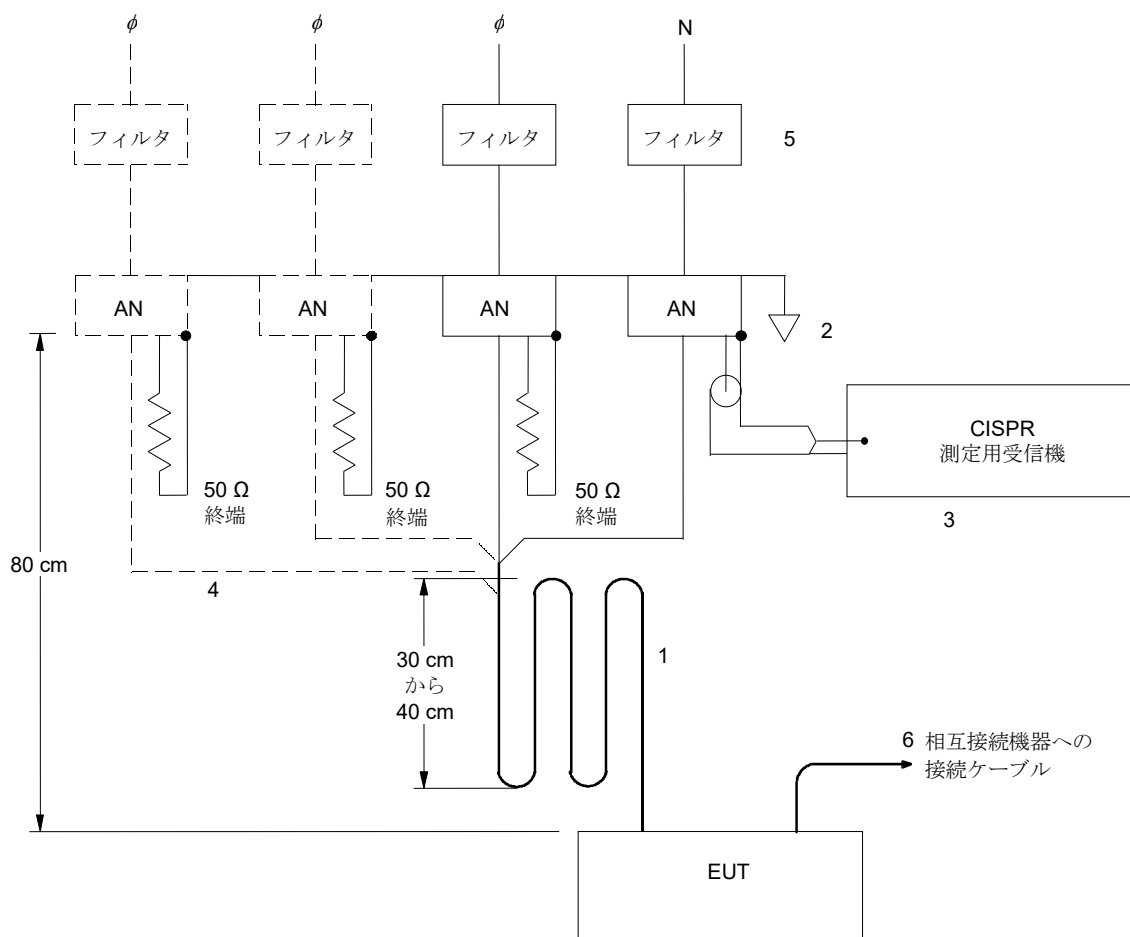 ϕ
ϕ
ϕ
N
フィルタ
フィルタ
フィルタ
フィルタ
5
AN
AN
AN
AN
2
CISPR
測定用受信機
3
50 Ω
終端
50 Ω
終端
50 Ω
終端
80 cm
4
30 cm
から
40 cm
1
6 相互接続機器への
接続ケーブル
EUT